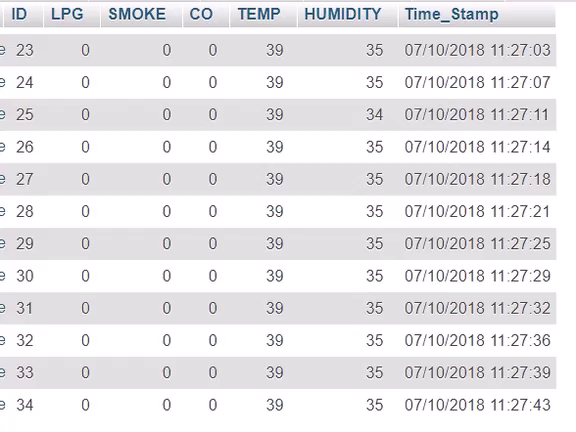 ID LPG SMOKE CO TEMP HUMIDITY Time_Stamp
e 23 0 0 0 39 35 07/10/2018 11:27:03
e 24 0 0 0 39 35 07/10/2018 11:27:07
e 25 0 0 0 39 34 07/10/2018 11:27:11
e 26 0 0 0 39 35 07/10/2018 11:27:14
e 27 0 0 0 39 35 07/10/2018 11:27:18
e 28 0 0 0 39 35 07/10/2018 11:27:21
e 29 0 0 0 39 35 07/10/2018 11:27:25
e 30 0 0 0 39 35 07/10/2018 11:27:29
e 31 0 0 0 39 35 07/10/2018 11:27:32
e 32 0 0 0 39 35 07/10/2018 11:27:36
e 33 0 0 0 39 35 07/10/2018 11:27:39
e 34 0 0 0 39 35 07/10/2018 11:27:43